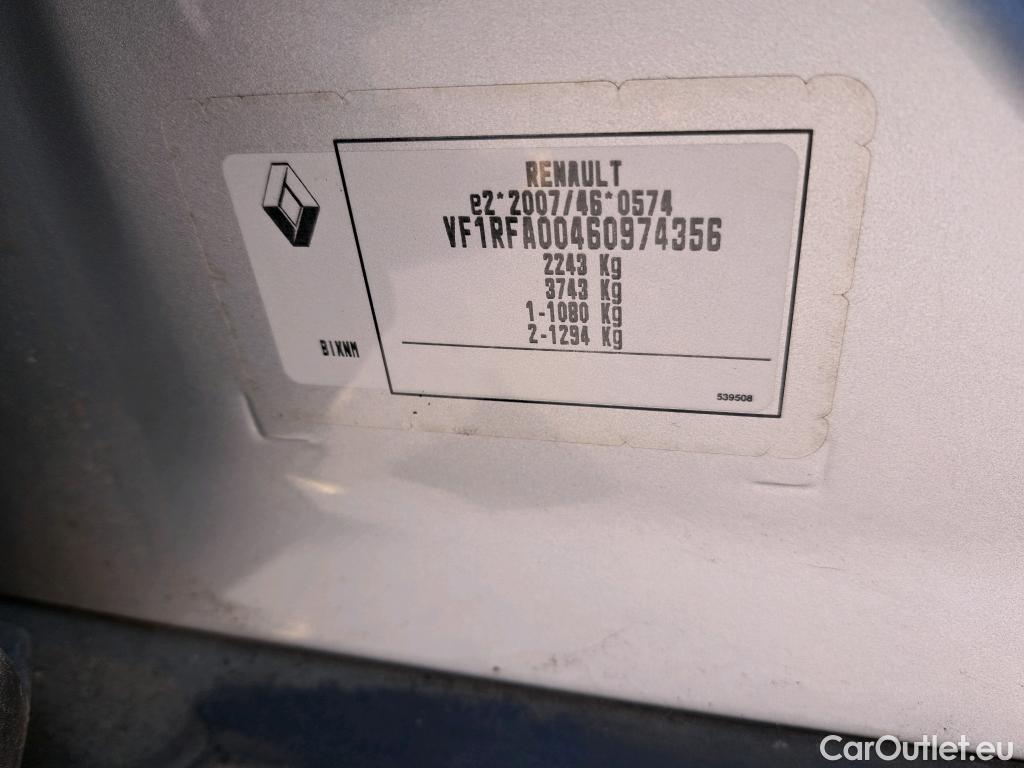 RENAULT
e2*2007/46*0574
VF1RFA00460974356
2243 Kg
3743 Kg
1-1080 Kg
2-1294 Kg
BIKNM
539508
CarOutlet.eu